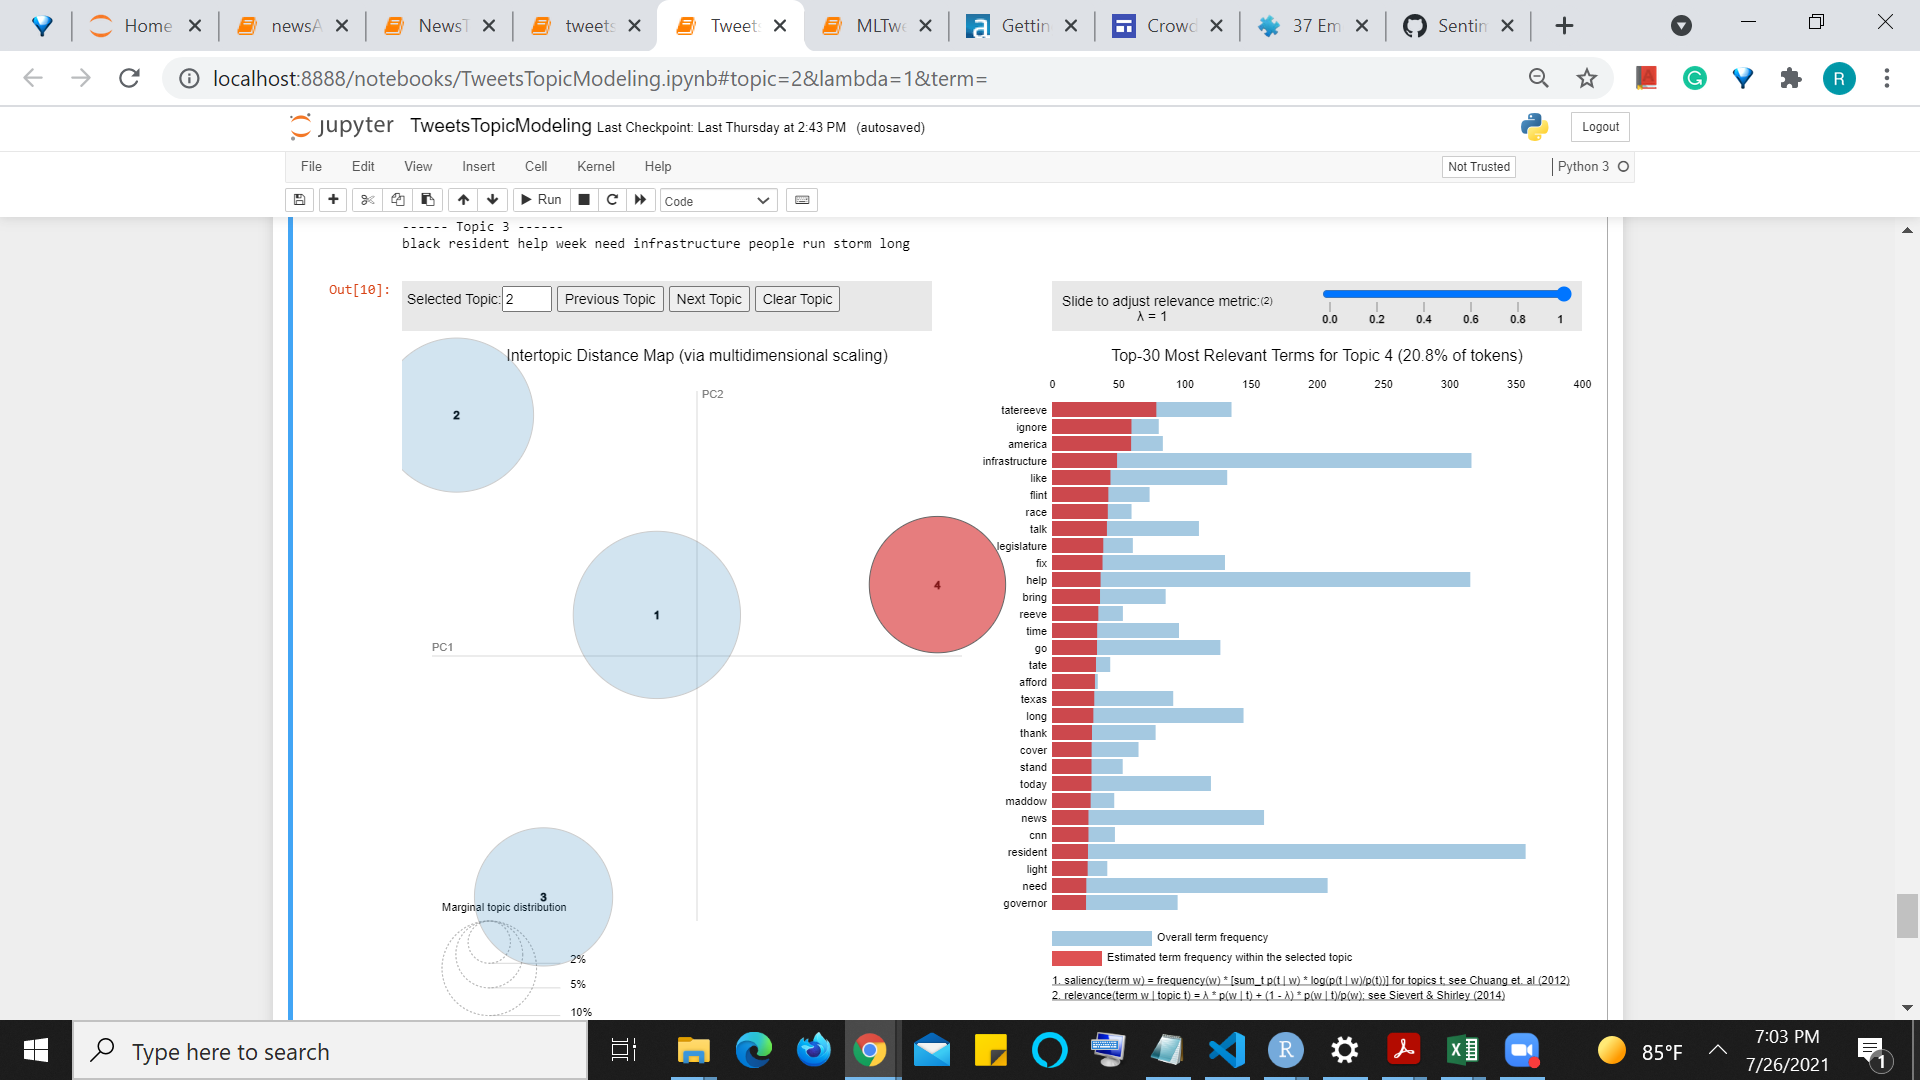 Home
newsA
NewsT
tweets
Tweets
MLTwe
Gettin
Crowd
37 Em
Sentin
localhost:8888/notebooks/TweetsTopicModeling.ipynb#topic=2&lambda=1&term=
R
jupyter TweetsTopicModeling Last Checkpoint: Last Thursday at 2:43 PM (autosaved)
Logout
File Edit View Insert Cell Kernel Help
Not Trusted
Python 3
Run
Code
------ Topic 3 ------
black resident help week need infrastructure people run storm long
Out[10]:
Selected Topic: 2 Previous Topic Next Topic Clear Topic
Slide to adjust relevance metric:(2)
λ = 1
0.0 0.2 0.4 0.6 0.8 1
Intertopic Distance Map (via multidimensional scaling)
PC2
PC1
2
1
4
3
Marginal topic distribution
2%
5%
10%
Top-30 Most Relevant Terms for Topic 4 (20.8% of tokens)
0 50 100 150 200 250 300 350 400
tatereeve
ignore
america
infrastructure
like
flint
race
talk
legislature
fix
help
bring
reeve
time
go
tate
afford
texas
long
thank
cover
stand
today
maddow
news
cnn
resident
light
need
governor
Overall term frequency
Estimated term frequency within the selected topic
1. saliency(term w) = frequency(w) * [sum_t p(t | w) * log(p(t | w)/p(t))] for topics t; see Chuang et. al (2012)
2. relevance(term w | topic t) = λ * p(w | t) + (1 - λ) * p(w | t)/p(w); see Sievert & Shirley (2014)
Type here to search
R
85°F
7:03 PM
7/26/2021
1